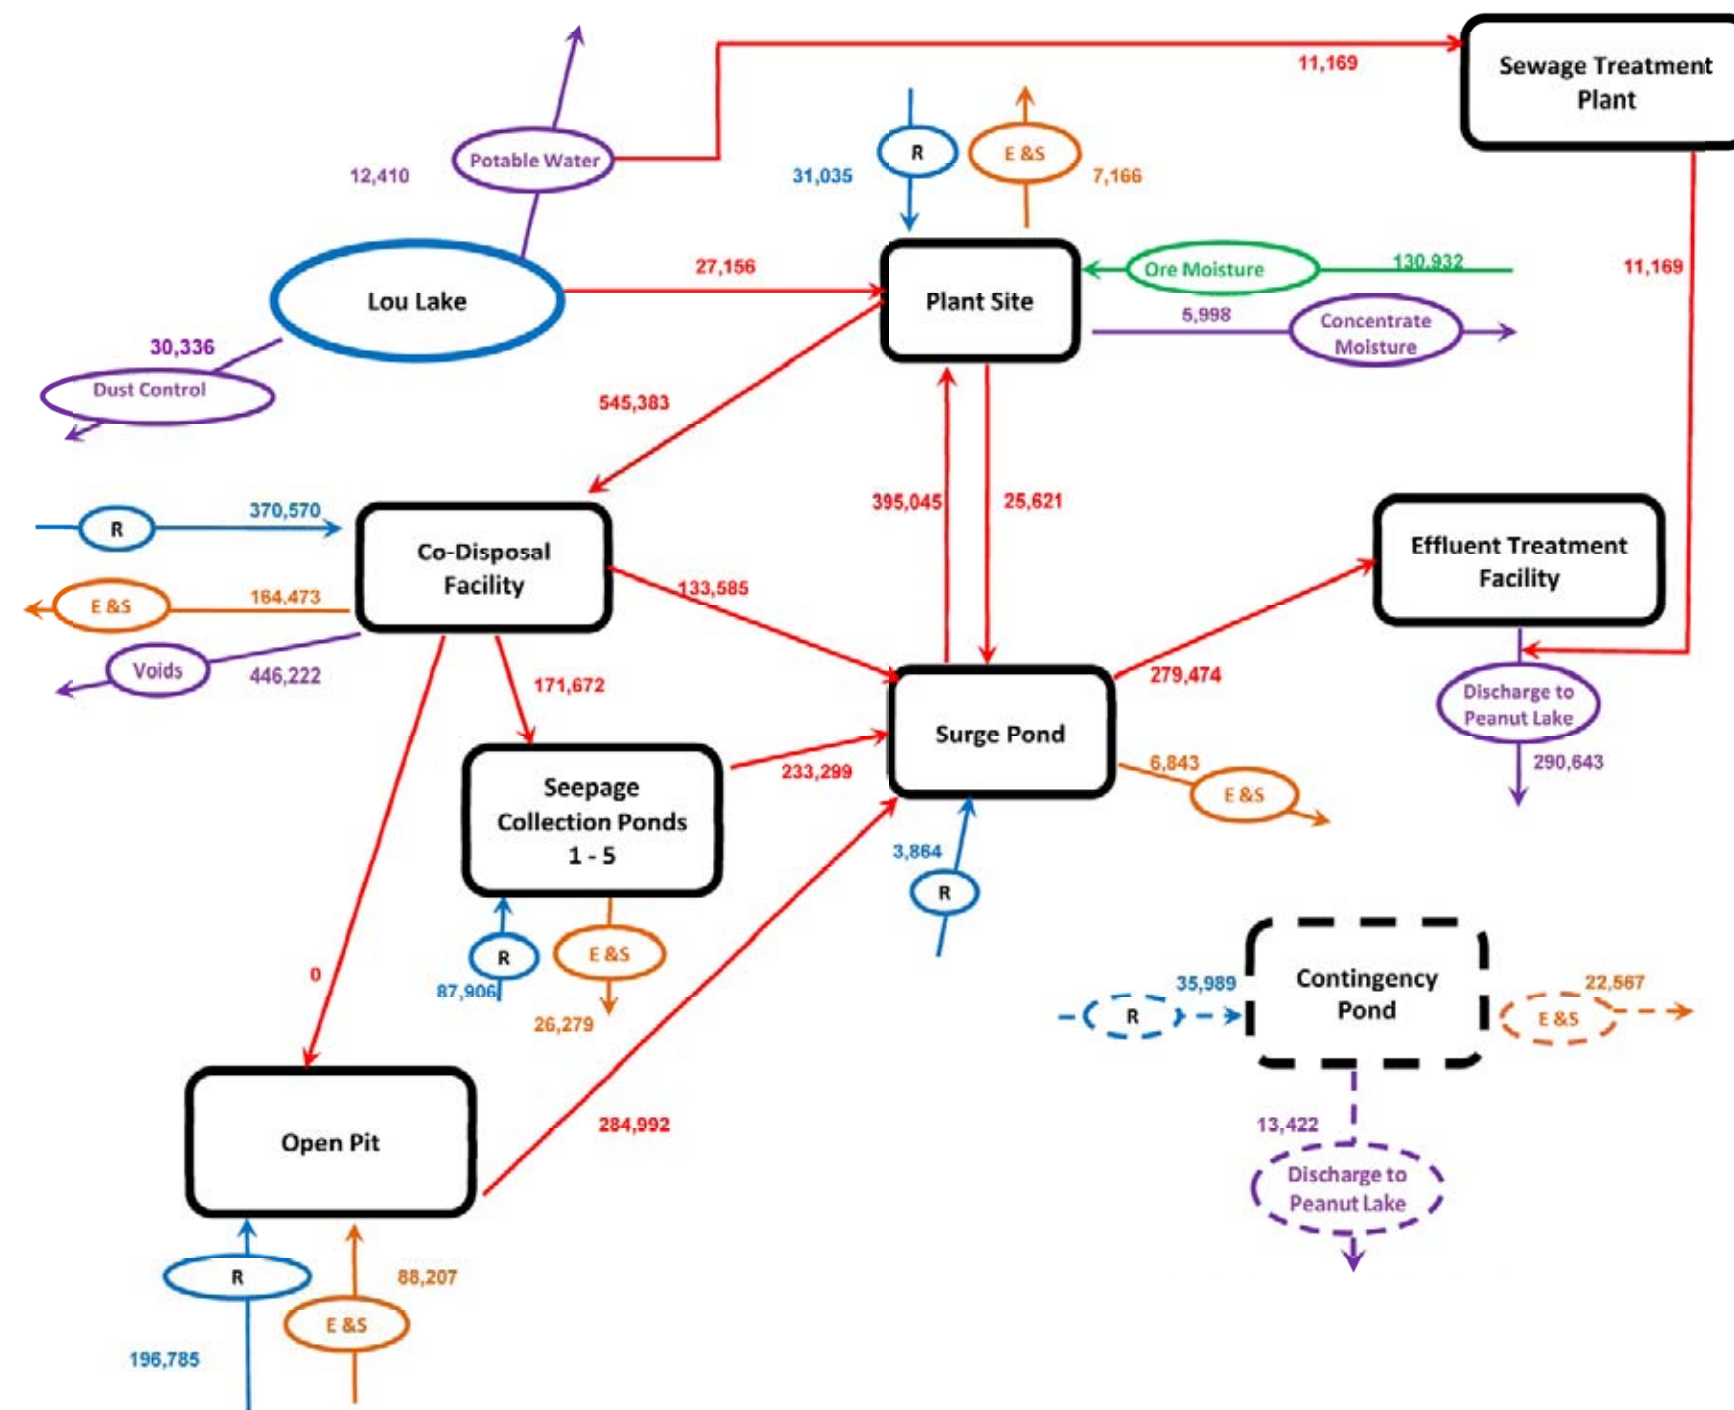 11,169
Sewage Treatment
Plant
Potable Water
12,410
R
31,035
E &S
7,166
Lou Lake
27,156
Plant Site
Ore Moisture
130,932
5,998
Concentrate
Moisture
11,169
30,336
Dust Control
545,383
395,045
25,621
R
370,570
E &S
164,473
Voids
446,222
Co-Disposal
Facility
133,585
171,672
Effluent Treatment
Facility
279,474
Discharge to
Peanut Lake
290,643
Surge Pond
6,843
E &S
233,299
Seepage
Collection Ponds
1 - 5
3,864
R
R
87,906
E &S
26,279
0
284,992
Contingency
Pond
35,989
R
22,567
E &S
13,422
Discharge to
Peanut Lake
Open Pit
R
196,785
88,207
E &S